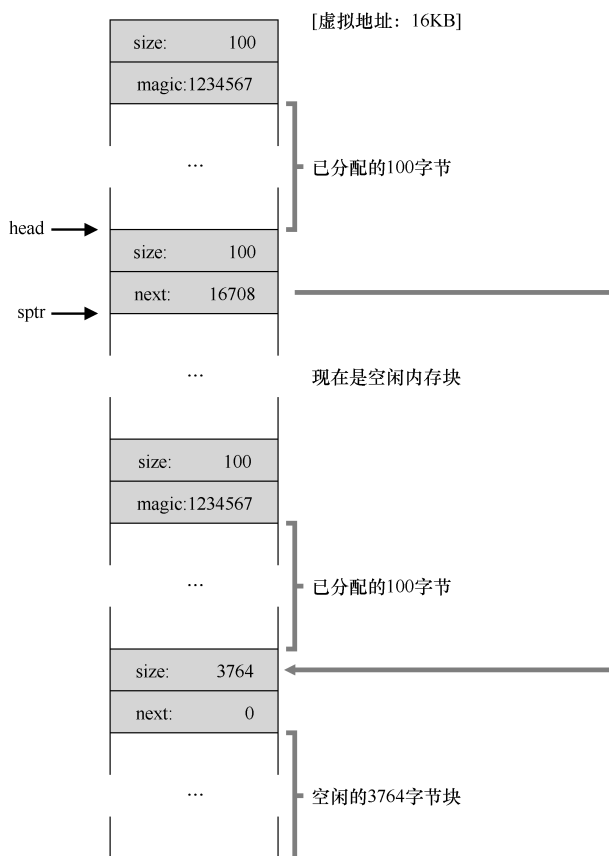 [虚拟地址：16KB]
size: 100
magic:1234567
...
已分配的100字节
head
size: 100
next: 16708
sptr
...
现在是空闲内存块
size: 100
magic:1234567
...
已分配的100字节
size: 3764
next: 0
...
空闲的3764字节块